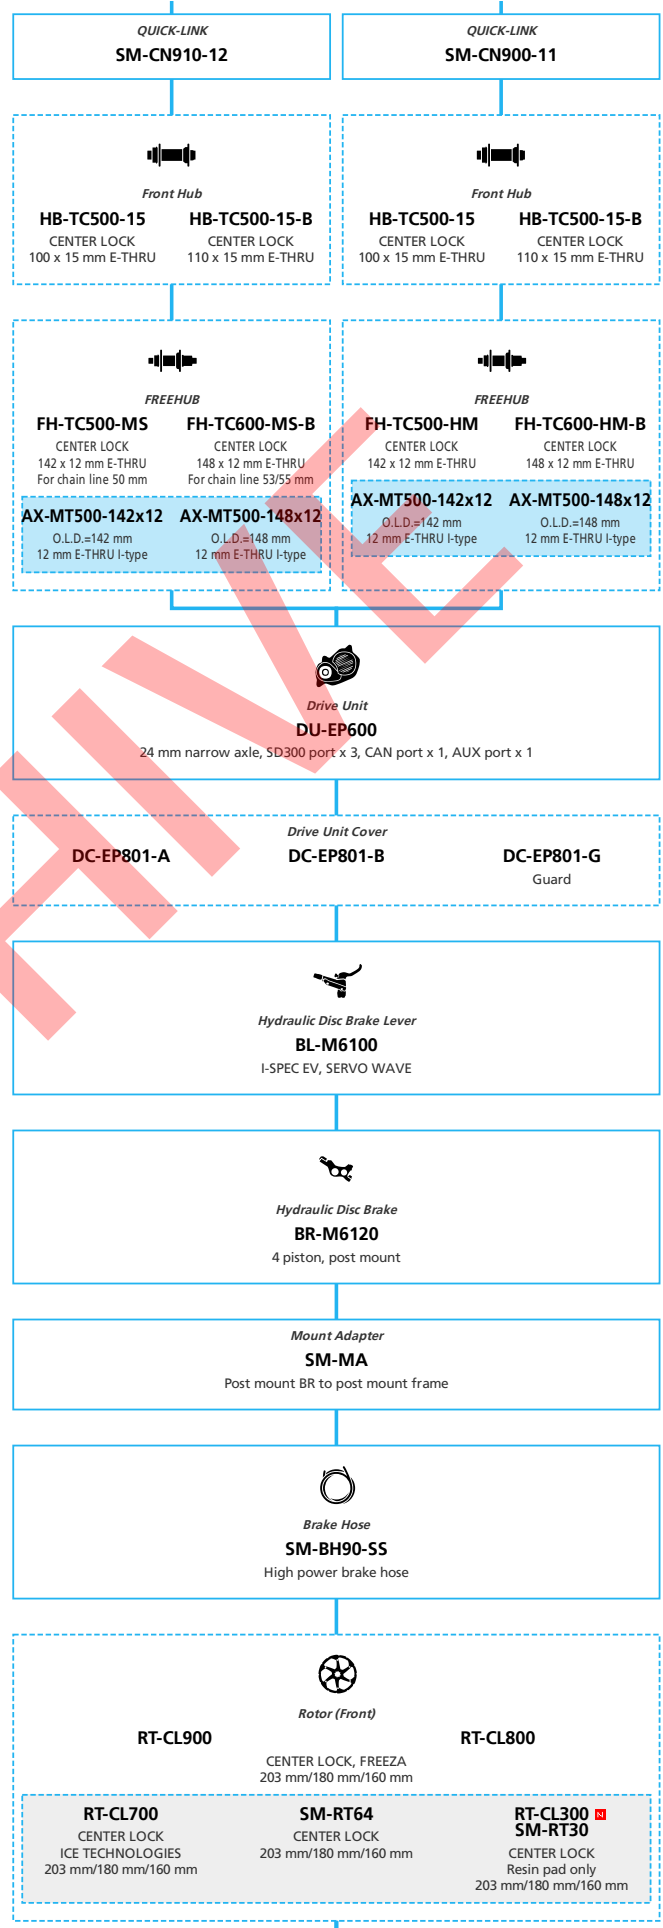 QUICK-LINK
SM-CN910-12
QUICK-LINK
SM-CN900-11
Front Hub
HB-TC500-15
CENTER LOCK
100 x 15 mm E-THRU
HB-TC500-15-B
CENTER LOCK
110 x 15 mm E-THRU
Front Hub
HB-TC500-15
CENTER LOCK
100 x 15 mm E-THRU
HB-TC500-15-B
CENTER LOCK
110 x 15 mm E-THRU
FREEHUB
FH-TC500-MS
CENTER LOCK
142 x 12 mm E-THRU
For chain line 50 mm
FH-TC600-MS-B
CENTER LOCK
148 x 12 mm E-THRU
For chain line 53/55 mm
AX-MT500-142x12
O.L.D.=142 mm
12 mm E-THRU I-type
AX-MT500-148x12
O.L.D.=148 mm
12 mm E-THRU I-type
FREEHUB
FH-TC500-HM
CENTER LOCK
142 x 12 mm E-THRU
FH-TC600-HM-B
CENTER LOCK
148 x 12 mm E-THRU
AX-MT500-142x12
O.L.D.=142 mm
12 mm E-THRU I-type
AX-MT500-148x12
O.L.D.=148 mm
12 mm E-THRU I-type
Drive Unit
DU-EP600
24 mm narrow axle, SD300 port x 3, CAN port x 1, AUX port x 1
Drive Unit Cover
DC-EP801-A
DC-EP801-B
DC-EP801-G
Guard
Hydraulic Disc Brake Lever
BL-M6100
I-SPEC EV, SERVO WAVE
Hydraulic Disc Brake
BR-M6120
4 piston, post mount
Mount Adapter
SM-MA
Post mount BR to post mount frame
Brake Hose
SM-BH90-SS
High power brake hose
Rotor (Front)
RT-CL900
RT-CL800
CENTER LOCK, FREEZA
203 mm/180 mm/160 mm
RT-CL700
CENTER LOCK
ICE TECHNOLOGIES
203 mm/180 mm/160 mm
SM-RT64
CENTER LOCK
203 mm/180 mm/160 mm
RT-CL300 N
SM-RT30
CENTER LOCK
Resin pad only
203 mm/180 mm/160 mm
HIVE